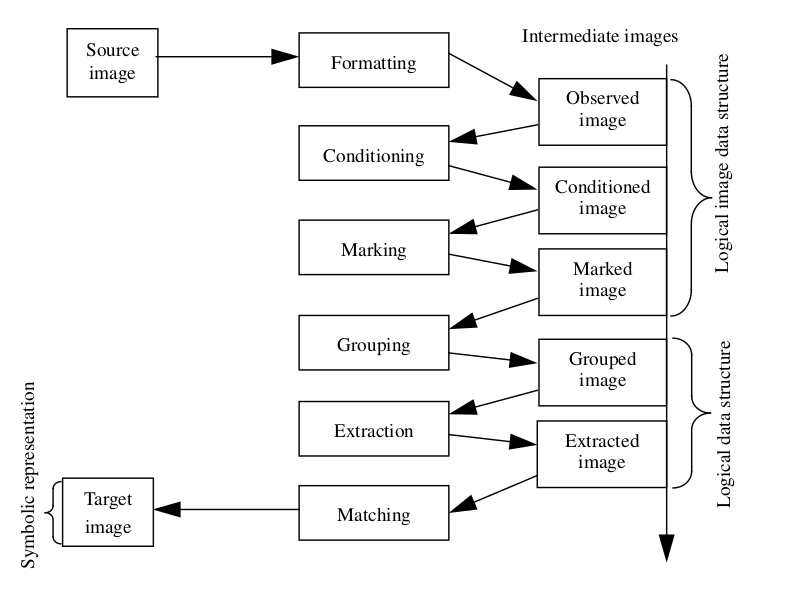 Intermediate images
Source
image
Formatting
Observed
image
Conditioning
Conditioned
image
Marking
Marked
image
Logical image data structure
Grouping
Grouped
image
Extraction
Extracted
image
Logical data structure
Matching
Target
image
Symbolic representation